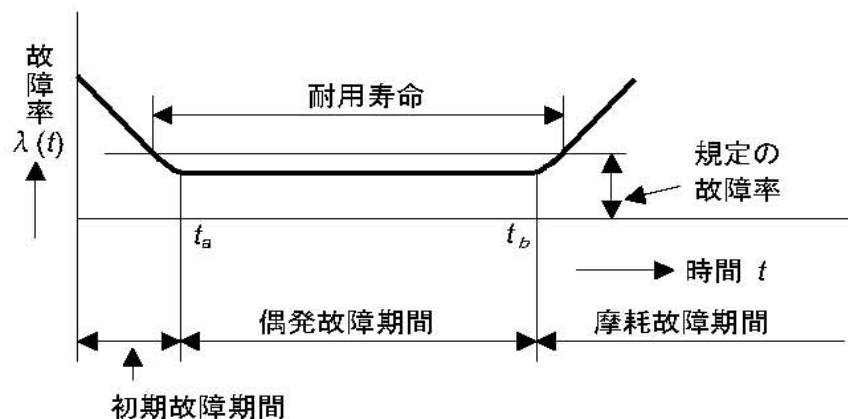 故障率
λ(t)
耐用寿命
規定の
故障率
ta
tb
時間 t
偶発故障期間
摩耗故障期間
初期故障期間